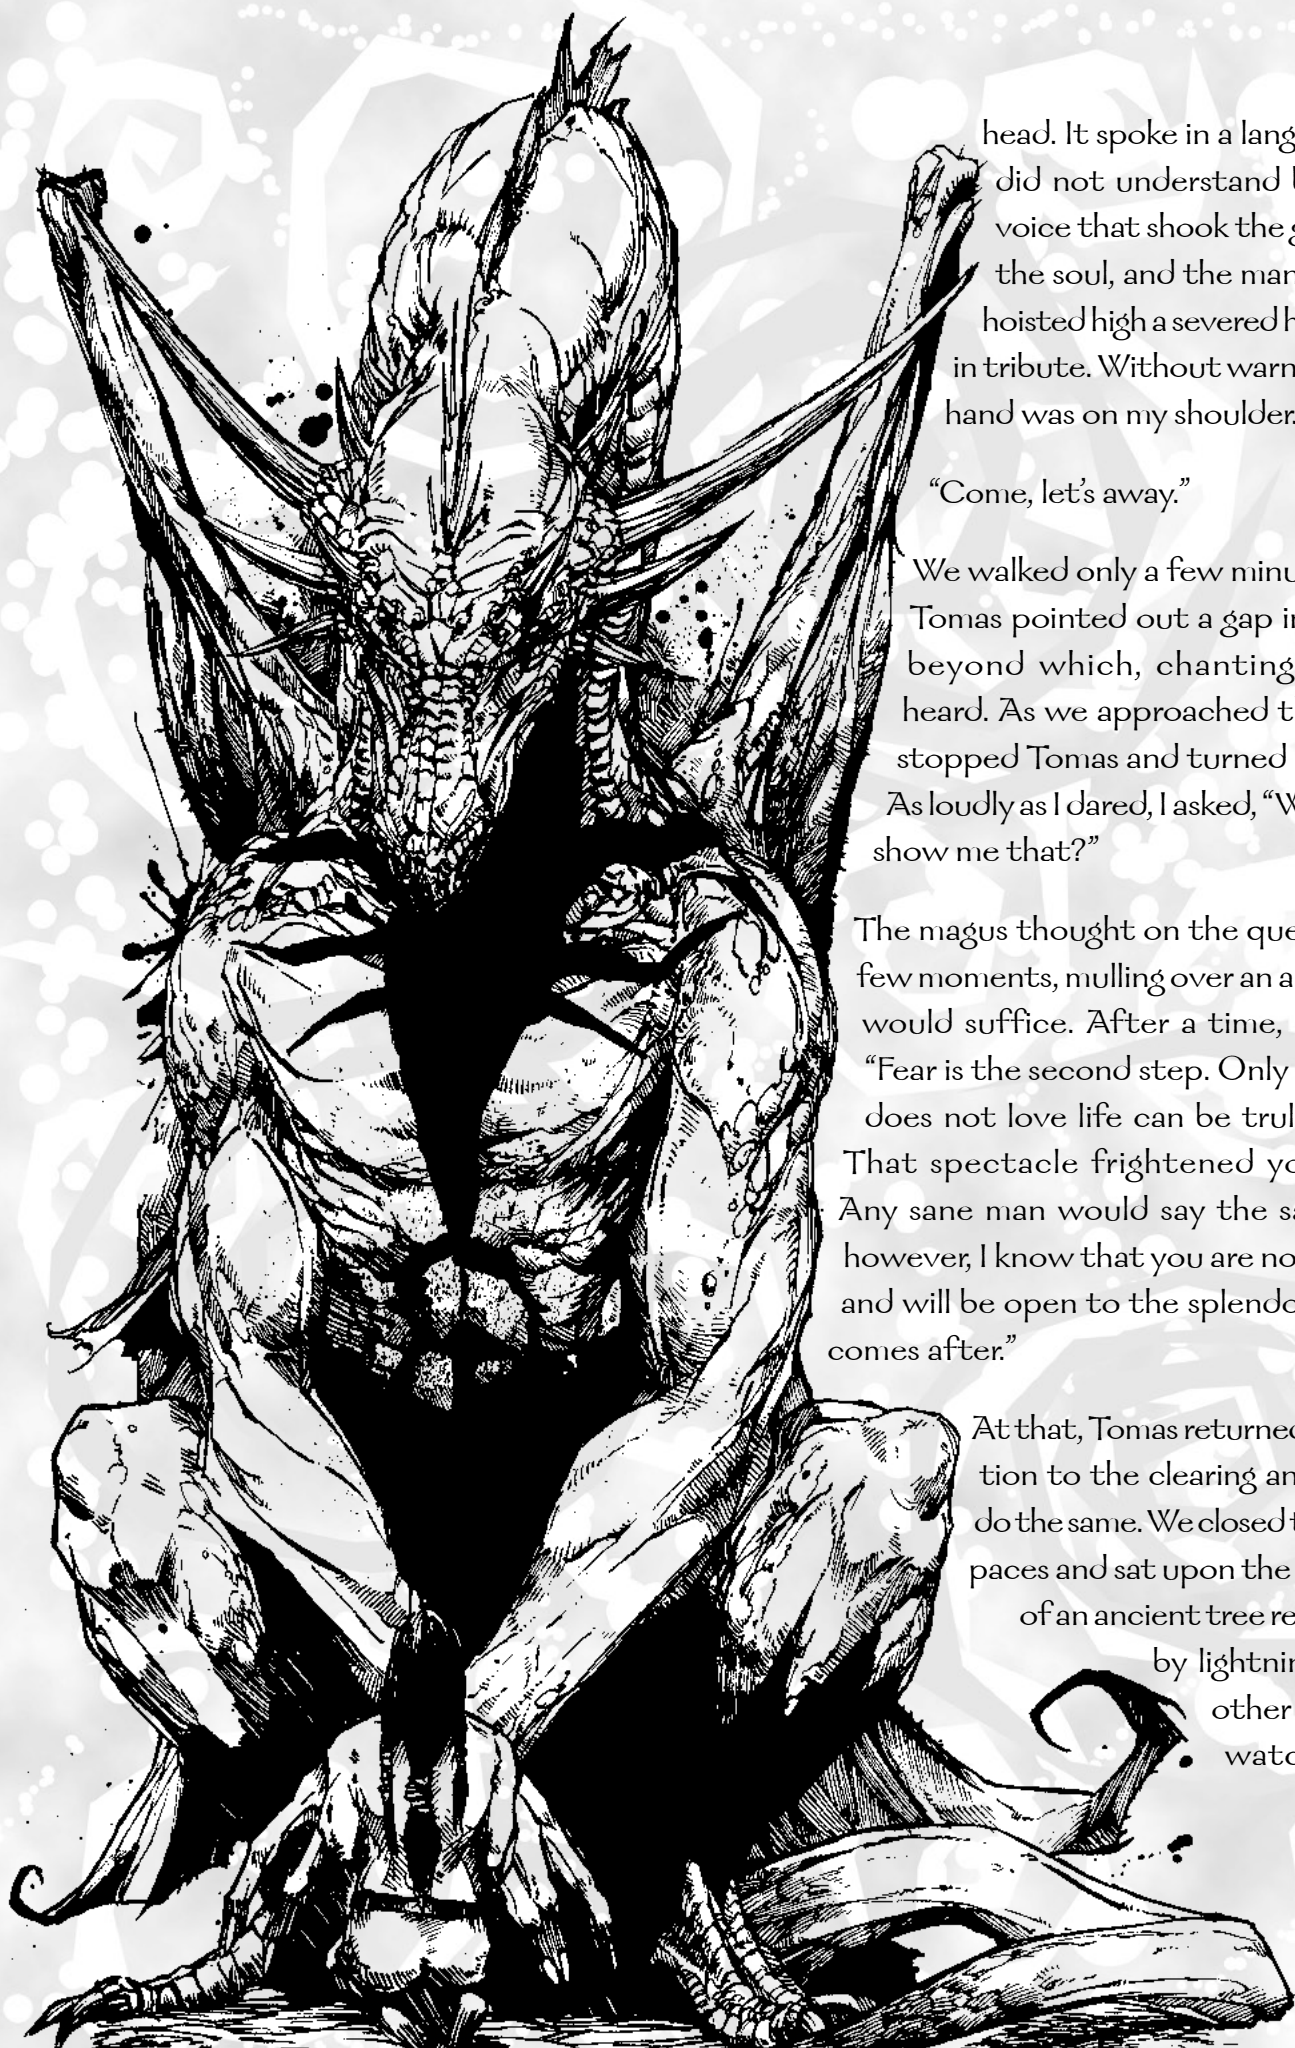 head. It spoke in a lang
did not understand
voice that shook the
the soul, and the mar
hoisted high a severed
in tribute. Without warn
hand was on my shoulder.
“Come, let’s away.”
We walked only a few minu
Tomas pointed out a gap in
beyond which, chanting
heard. As we approached t
stopped Tomas and turned
As loudly as I dared, I asked, “W
show me that?”
The magus thought on the que
few moments, mulling over an a
would suffice. After a time,
“Fear is the second step. Only
does not love life can be trul
That spectacle frightened yo
Any sane man would say the sa
however, I know that you are no
and will be open to the splendo
comes after.”
At that, Tomas returned
tion to the clearing an
do the same. We closed t
paces and sat upon the
of an ancient tree re
by lightnin
other
watc